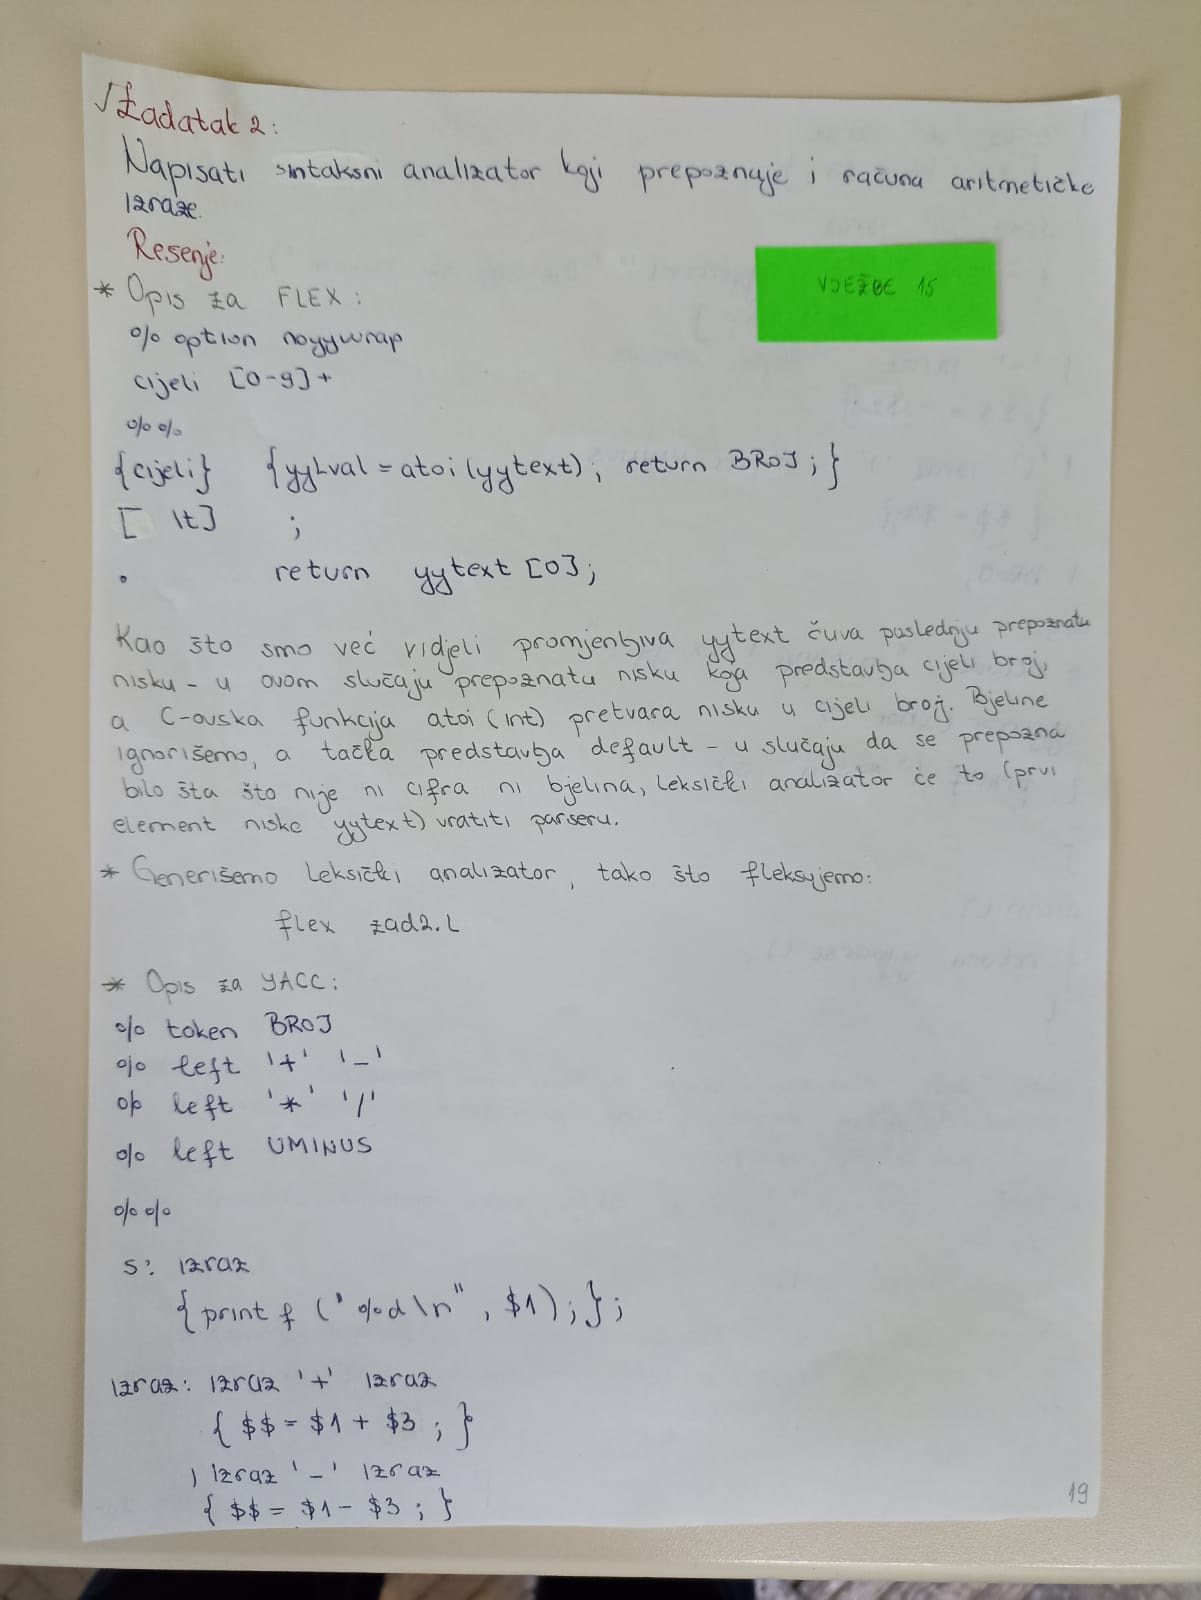 √Zadatak 2:
Napisati sintaksni analizator koji prepoznaje i računa aritmetičke
izraze.
Resenje:
VJEŽBE 15
* Opis za FLEX:
% option noyywrap
cijeli [0-9]+
%%
{cijeli} {yylval = atoi(yytext); return BROJ;}
[ \t] ;
. return yytext [0];
Kao što smo već vidjeli promjenljiva yytext čuva poslednju prepoznatu
nisku - u ovom slučaju prepoznatu nisku koja predstavlja cijeli broj,
a C-ovska funkcija atoi (int) pretvara nisku u cijeli broj. Bjeline
ignorišemo, a tačka predstavlja default - u slučaju da se prepozna
bilo šta što nije ni cifra ni bjelina, leksički analizator će to (prvi
element niske yytext) vratiti parseru.
* Generišemo leksički analizator, tako što fleksujemo:
flex zad2.l
* Opis za YACC:
% token BROJ
% left '+' '-'
% left '*' '/'
% left UMINUS
%%
s: izraz
{printf ('%d\n", $1);};
izraz: izraz '+' izraz
{ $$ = $1 + $3 ; }
| izraz '-' izraz
{ $$ = $1 - $3 ; }
19